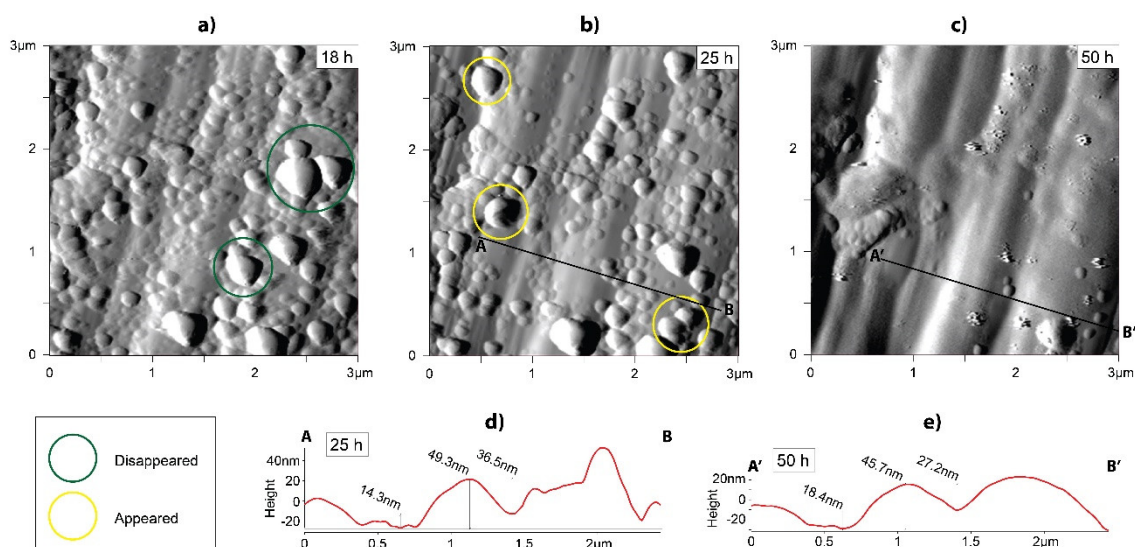 a)
b)
c)
3μm
18 h
2
1
0
0
1
2
3μm
3μm
25 h
2
1
0
A
B
0
1
2
3μm
3μm
50 h
2
1
0
A’
B’
0
1
2
3μm
Disappeared
Appeared
d)
A
25 h
B
40nm
20
0
-20
Height
14.3nm
49.3nm
36.5nm
0
0.5
1
1.5
2μm
e)
A’
50 h
B’
20nm
0
-20
Height
18.4nm
45.7nm
27.2nm
0
0.5
1
1.5
2μm